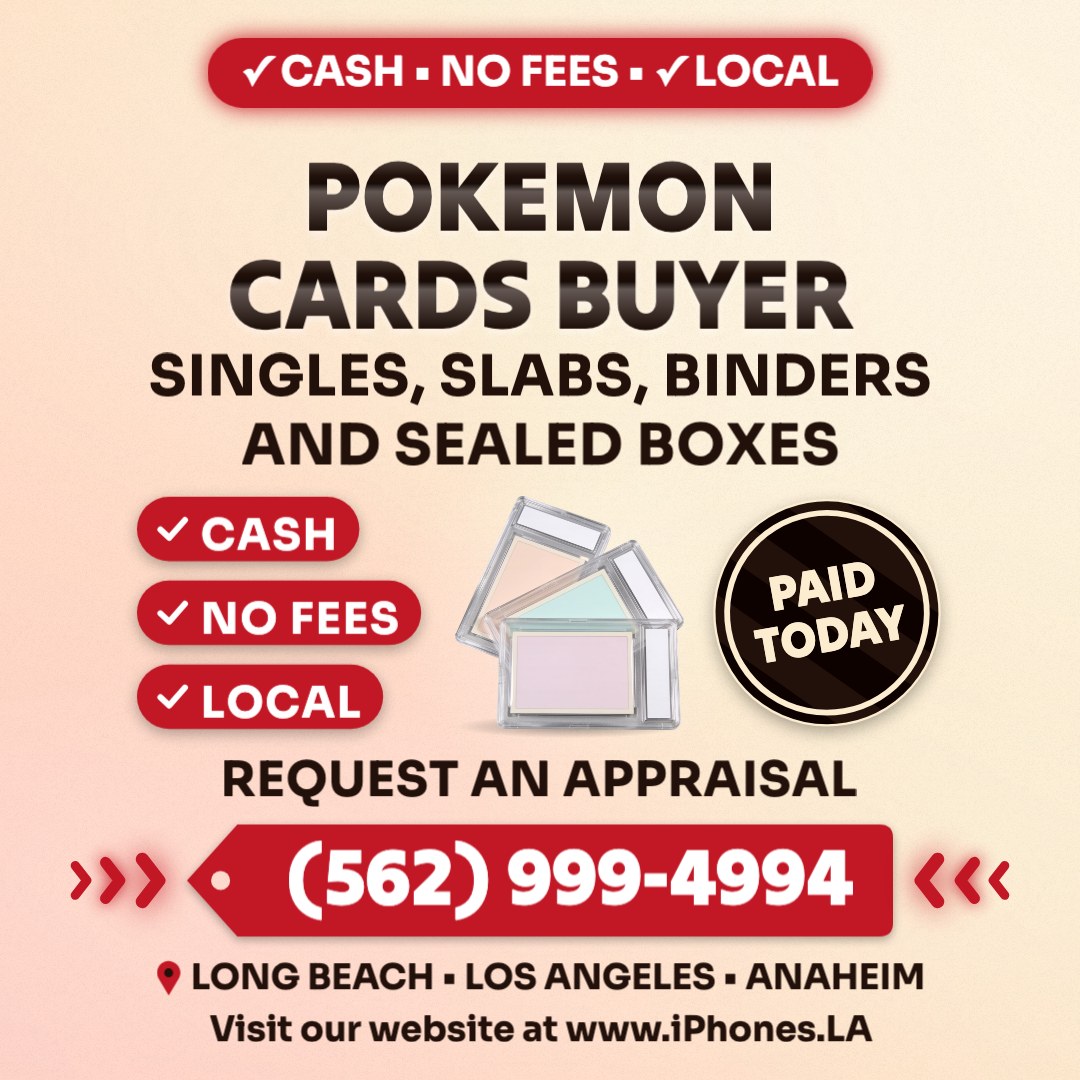 ✓CASH ▪ NO FEES ▪ ✓LOCAL
POKEMON
CARDS BUYER
SINGLES, SLABS, BINDERS
AND SEALED BOXES
✓ CASH
✓ NO FEES
✓ LOCAL
PAID
TODAY
REQUEST AN APPRAISAL
(562) 999-4994
LONG BEACH ▪ LOS ANGELES ▪ ANAHEIM
Visit our website at www.iPhones.LA